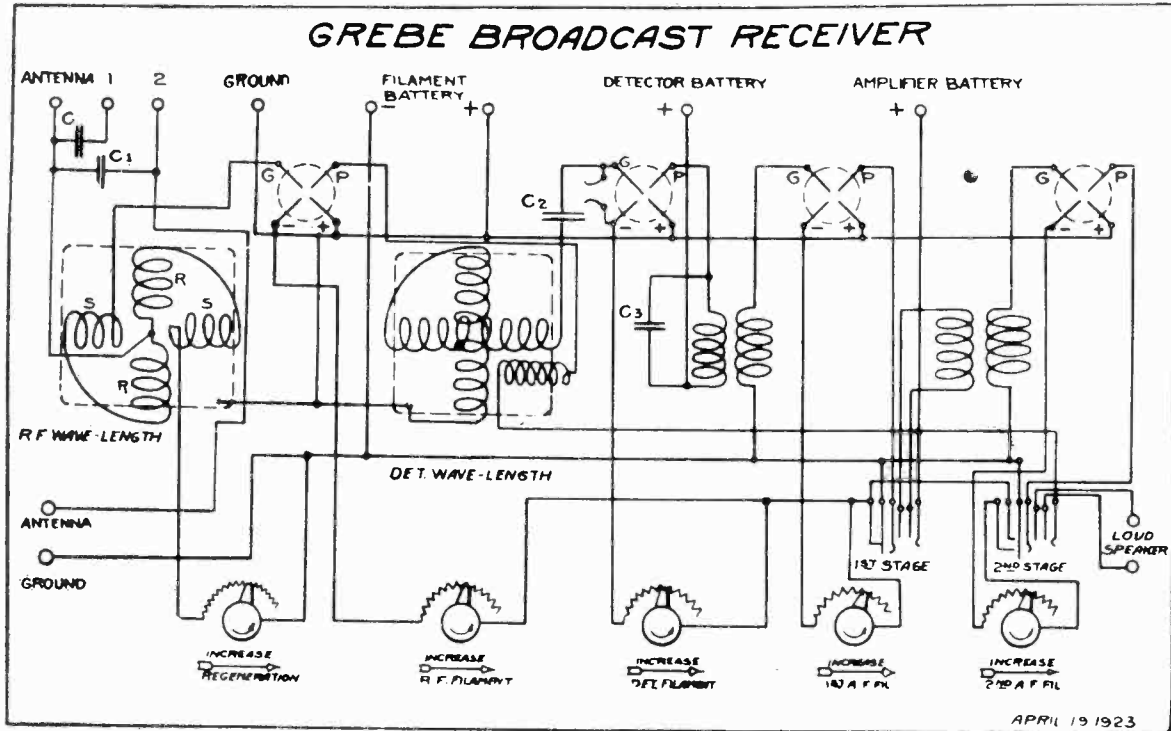 GREBE BROADCAST RECEIVER
ANTENNA 1 2
GROUND
FILAMENT
BATTERY
- +
DETECTOR BATTERY
+
AMPLIFIER BATTERY
+
C
C1
G P
- +
C2
G P
- +
G P
- +
G P
- +
R
S S
R
C3
R F WAVE-LENGTH
DET. WAVE-LENGTH
ANTENNA
GROUND
1ST STAGE
2ND STAGE
LOUD
SPEAKER
INCREASE
REGENERATION
INCREASE
R.F. FILAMENT
INCREASE
DET. FILAMENT
INCREASE
1ST A F FIL
INCREASE
2ND A F FIL
APRIL 19 1923